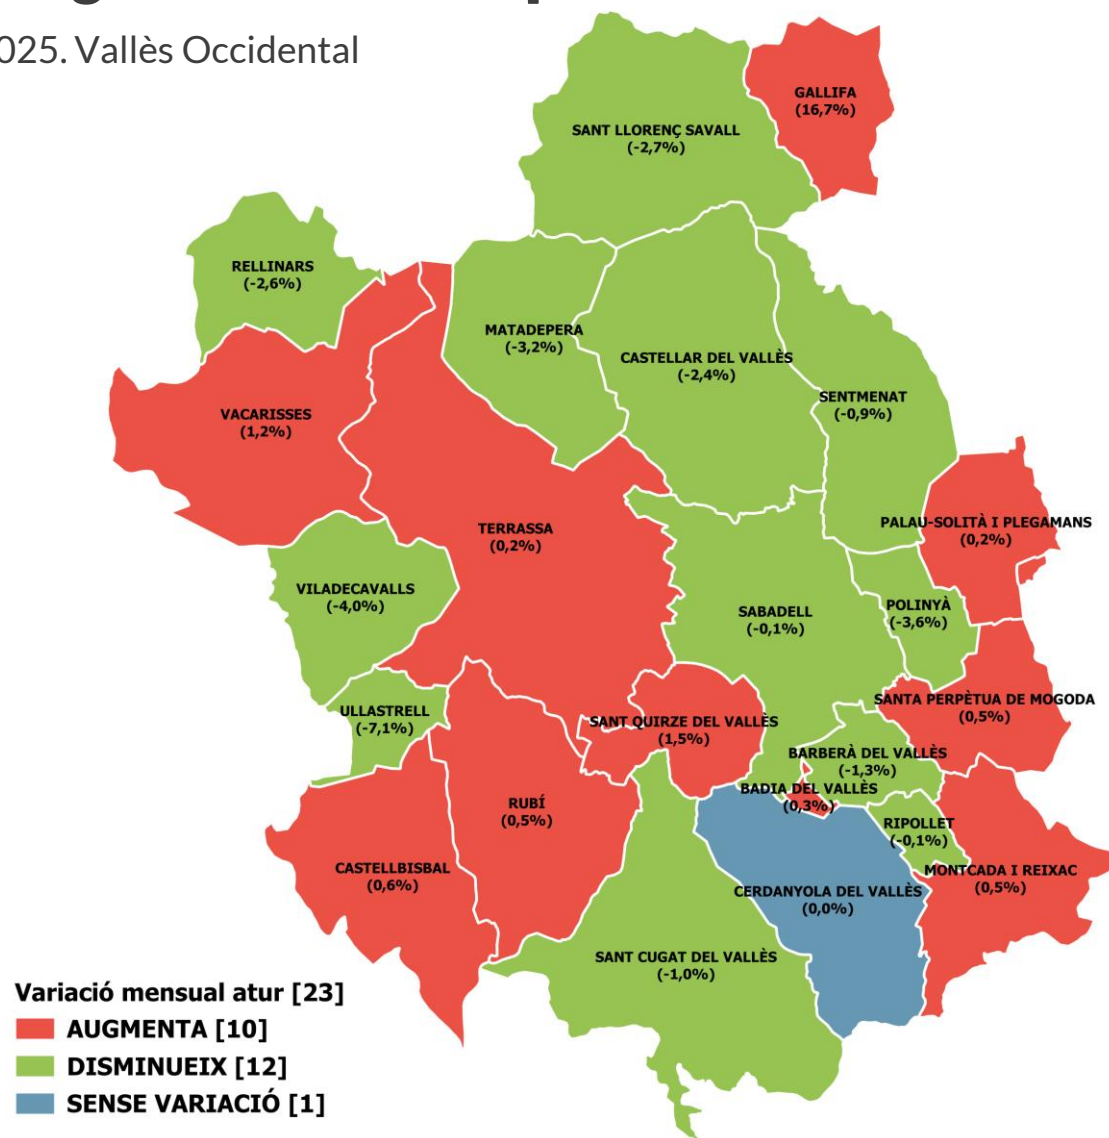 025. Vallès Occidental
GALLIFA
(16,7%)
SANT LLORENÇ SAVALL
(-2,7%)
RELLINARS
(-2,6%)
MATADEPERA
(-3,2%)
CASTELLAR DEL VALLÈS
(-2,4%)
SENTMENAT
(-0,9%)
VACARISSES
(1,2%)
PALAU-SOLITÀ I PLEGAMANS
(0,2%)
TERRASSA
(0,2%)
VILADECAVALLS
(-4,0%)
SABADELL
(-0,1%)
POLINYÀ
(-3,6%)
SANTA PERPÈTUA DE MOGODA
(0,5%)
ULLASTRELL
(-7,1%)
SANT QUIRZE DEL VALLÈS
(1,5%)
BARBERÀ DEL VALLÈS
(-1,3%)
BADIA DEL VALLÈS
(0,3%)
RUBÍ
(0,5%)
RIPOLLET
(-0,1%)
CASTELLBISBAL
(0,6%)
MONTCADA I REIXAC
(0,5%)
CERDANYOLA DEL VALLÈS
(0,0%)
SANT CUGAT DEL VALLÈS
(-1,0%)
Variació mensual atur [23]
AUGMENTA [10]
DISMINUEIX [12]
SENSE VARIACIÓ [1]